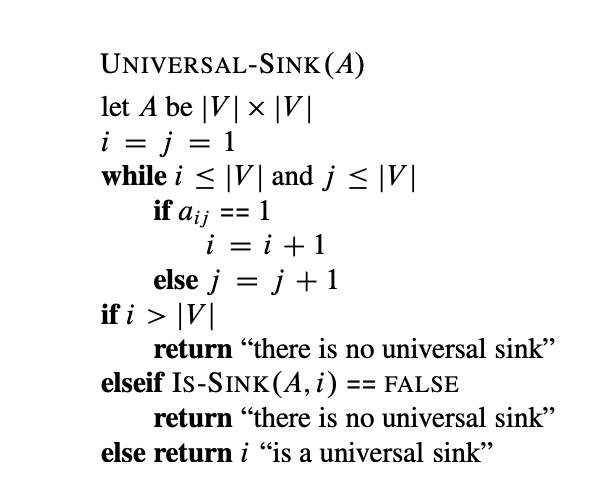 UNIVERSAL-SINK(A)
let A be |V| × |V|
i = j = 1
while i ≤ |V| and j ≤ |V|
if aij == 1
i = i + 1
else j = j + 1
if i > |V|
return “there is no universal sink”
elseif IS-SINK(A, i) == FALSE
return “there is no universal sink”
else return i “is a universal sink”